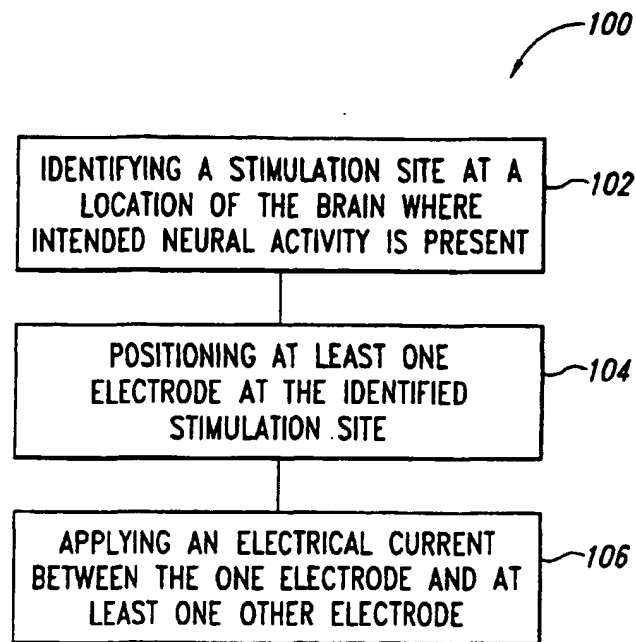 100
IDENTIFYING A STIMULATION SITE AT A
LOCATION OF THE BRAIN WHERE
INTENDED NEURAL ACTIVITY IS PRESENT
102
POSITIONING AT LEAST ONE
ELECTRODE AT THE IDENTIFIED
STIMULATION SITE
104
APPLYING AN ELECTRICAL CURRENT
BETWEEN THE ONE ELECTRODE AND AT
LEAST ONE OTHER ELECTRODE
106